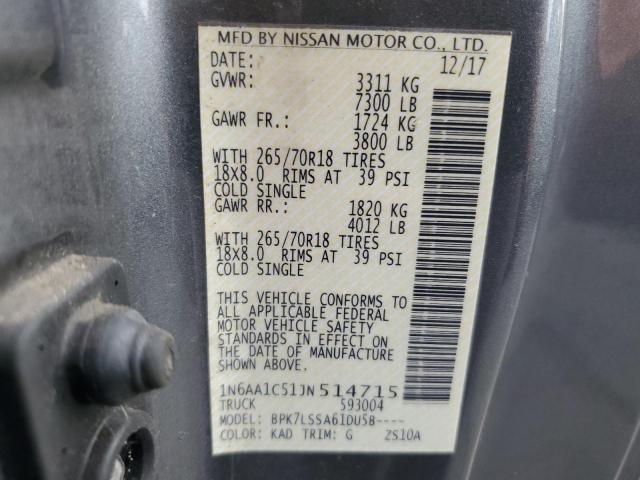 MFD BY NISSAN MOTOR CO., LTD.
DATE: 12/17
GVWR: 3311 KG
7300 LB
GAWR FR.: 1724 KG
3800 LB
WITH 265/70R18 TIRES
18X8.0 RIMS AT 39 PSI
COLD SINGLE
GAWR RR.: 1820 KG
4012 LB
WITH 265/70R18 TIRES
18X8.0 RIMS AT 39 PSI
COLD SINGLE
THIS VEHICLE CONFORMS TO
ALL APPLICABLE FEDERAL
MOTOR VEHICLE SAFETY
STANDARDS IN EFFECT ON
THE DATE OF MANUFACTURE
SHOWN ABOVE.
1N6AA1C51JN514715
TRUCK 593004
MODEL: BPK7LSSA61DU5B----
COLOR: KAD TRIM: G 2S10A